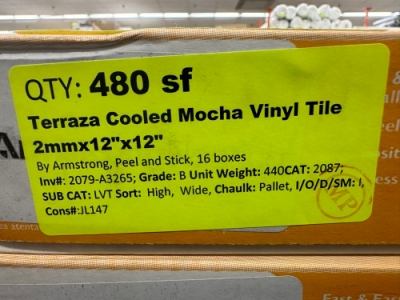 QTY: 480 sf
Terraza Cooled Mocha Vinyl Tile
2mmx12"x12"
By Armstrong, Peel and Stick, 16 boxes
Inv#: 2079-A3265; Grade: B Unit Weight: 440CAT: 2087;
SUB CAT: LVT Sort: High, Wide, Chaulk: Pallet, I/O/D/SM: I,
Cons#:JL147
MP